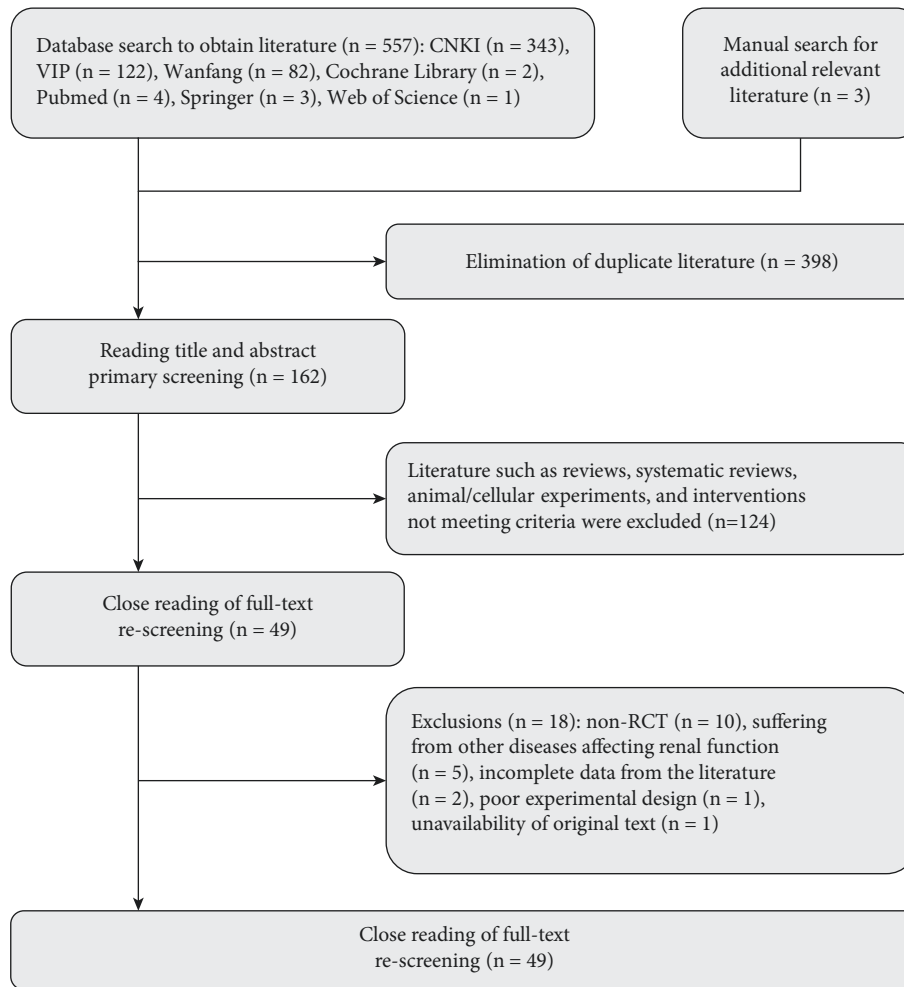 Database search to obtain literature (n = 557): CNKI (n = 343),
VIP (n = 122), Wanfang (n = 82), Cochrane Library (n = 2),
Pubmed (n = 4), Springer (n = 3), Web of Science (n = 1)
Manual search for
additional relevant
literature (n = 3)
Elimination of duplicate literature (n = 398)
Reading title and abstract
primary screening (n = 162)
Literature such as reviews, systematic reviews,
animal/cellular experiments, and interventions
not meeting criteria were excluded (n=124)
Close reading of full-text
re-screening (n = 49)
Exclusions (n = 18): non-RCT (n = 10), suffering
from other diseases affecting renal function
(n = 5), incomplete data from the literature
(n = 2), poor experimental design (n = 1),
unavailability of original text (n = 1)
Close reading of full-text
re-screening (n = 49)